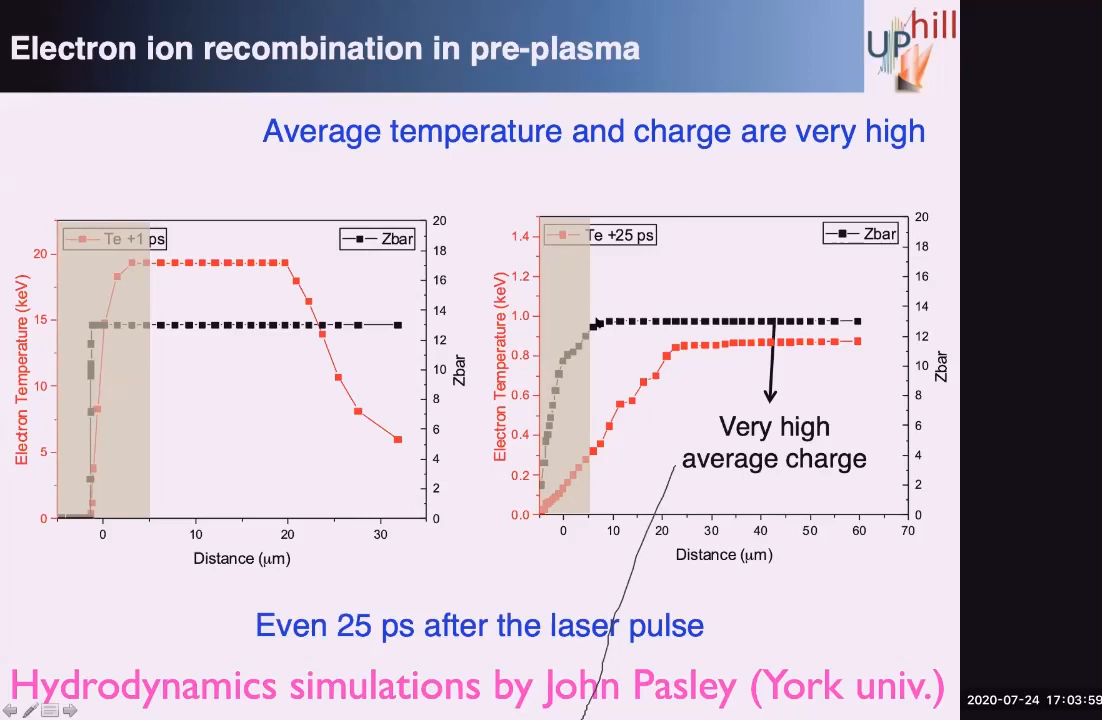 Electron ion recombination in pre-plasma
UPhill
Average temperature and charge are very high
Te +1 ps
Zbar
Te +25 ps
Zbar
20
15
10
5
0
Electron Temperature (keV)
20
18
16
14
12
10
8
6
4
2
0
Zbar
0
10
20
30
Distance (μm)
1.4
1.2
1.0
0.8
0.6
0.4
0.2
0.0
Electron Temperature (keV)
20
18
16
14
12
10
8
6
4
2
0
Zbar
0
10
20
30
40
50
60
70
Distance (μm)
Very high
average charge
Even 25 ps after the laser pulse
Hydrodynamics simulations by John Pasley (York univ.)
2020-07-24 17:03:59